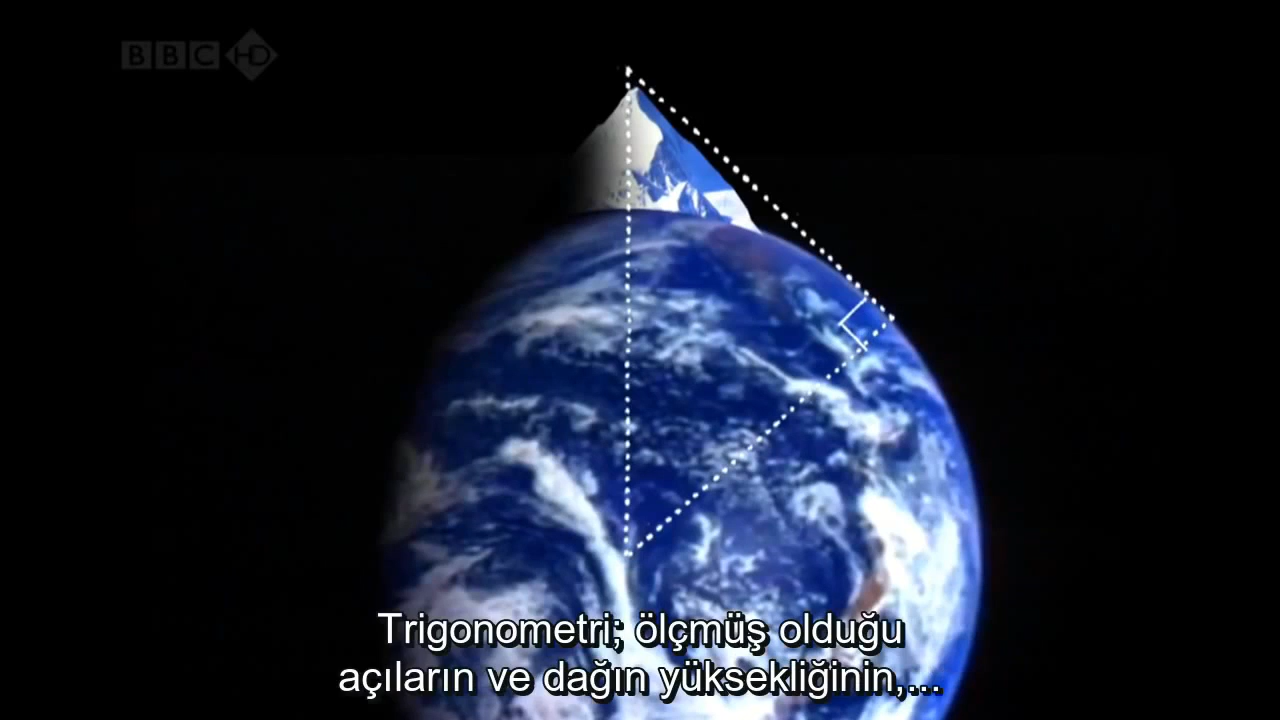 BBC HD
Trigonometri; ölçmüş olduğu
açıların ve dağın yüksekliğinin,...